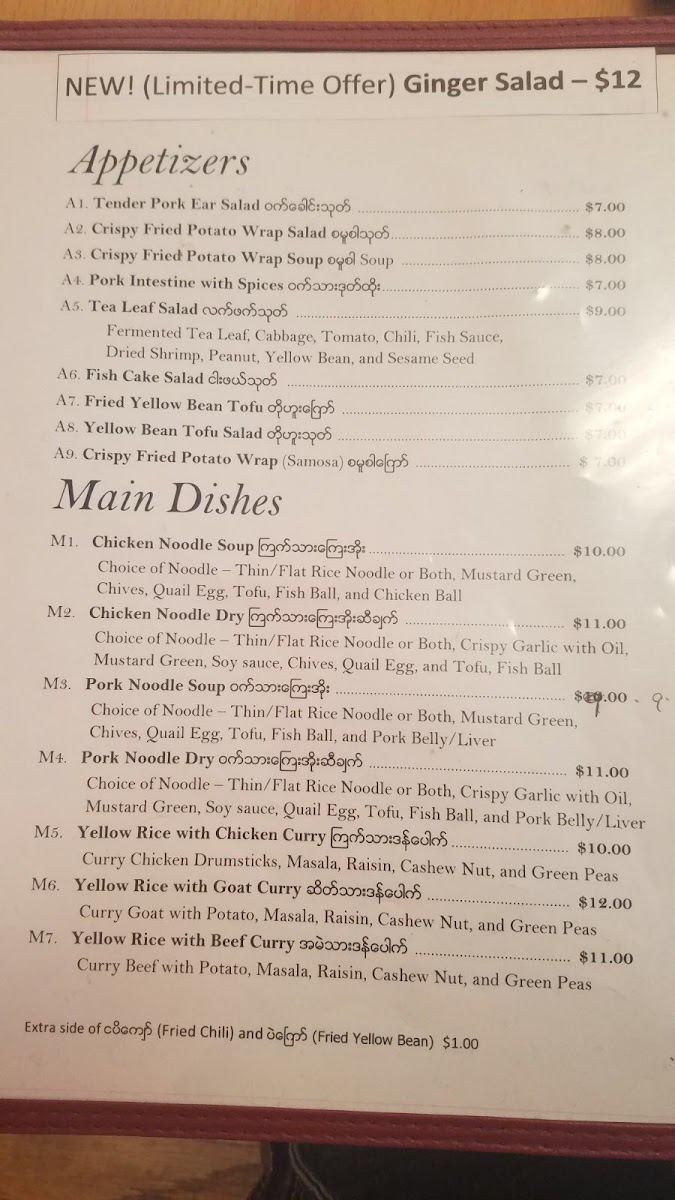 NEW! (Limited-Time Offer) Ginger Salad – $12
Appetizers
A1. Tender Pork Ear Salad ဝက်ခေါင်းသုတ် $7.00
A2. Crispy Fried Potato Wrap Salad စမူဆါသုတ် $8.00
A3. Crispy Fried Potato Wrap Soup စမူဆါ Soup $8.00
A4. Pork Intestine with Spices ဝက်သားဒုတ်ထိုး $7.00
A5. Tea Leaf Salad လက်ဖက်သုတ် $9.00
Fermented Tea Leaf, Cabbage, Tomato, Chili, Fish Sauce,
Dried Shrimp, Peanut, Yellow Bean, and Sesame Seed
A6. Fish Cake Salad ငါးဖယ်သုတ် $7.00
A7. Fried Yellow Bean Tofu တိုဟူးကြော် $7.00
A8. Yellow Bean Tofu Salad တိုဟူးသုတ် $7.00
A9. Crispy Fried Potato Wrap (Samosa) စမူဆါကြော် $ 7.00
Main Dishes
M1. Chicken Noodle Soup ကြက်သားကြေးအိုး $10.00
Choice of Noodle – Thin/Flat Rice Noodle or Both, Mustard Green,
Chives, Quail Egg, Tofu, Fish Ball, and Chicken Ball
M2. Chicken Noodle Dry ကြက်သားကြေးအိုးဆီချက် $11.00
Choice of Noodle – Thin/Flat Rice Noodle or Both, Crispy Garlic with Oil,
Mustard Green, Soy sauce, Chives, Quail Egg, and Tofu, Fish Ball
M3. Pork Noodle Soup ဝက်သားကြေးအိုး
Choice of Noodle – Thin/Flat Rice Noodle or Both, Mustard Green,
Chives, Quail Egg, Tofu, Fish Ball, and Pork Belly/Liver
M4. Pork Noodle Dry ဝက်သားကြေးအိုးဆီချက် $11.00
Choice of Noodle – Thin/Flat Rice Noodle or Both, Crispy Garlic with Oil,
Mustard Green, Soy sauce, Quail Egg, Tofu, Fish Ball, and Pork Belly/Liver
M5. Yellow Rice with Chicken Curry ကြက်သားဒန်ပေါက် $10.00
Curry Chicken Drumsticks, Masala, Raisin, Cashew Nut, and Green Peas
M6. Yellow Rice with Goat Curry ဆိတ်သားဒန်ပေါက် $12.00
Curry Goat with Potato, Masala, Raisin, Cashew Nut, and Green Peas
M7. Yellow Rice with Beef Curry အမဲသားဒန်ပေါက် $11.00
Curry Beef with Potato, Masala, Raisin, Cashew Nut, and Green Peas
Extra side of ငပိကျော် (Fried Chili) and ပဲကြော် (Fried Yellow Bean) $1.00